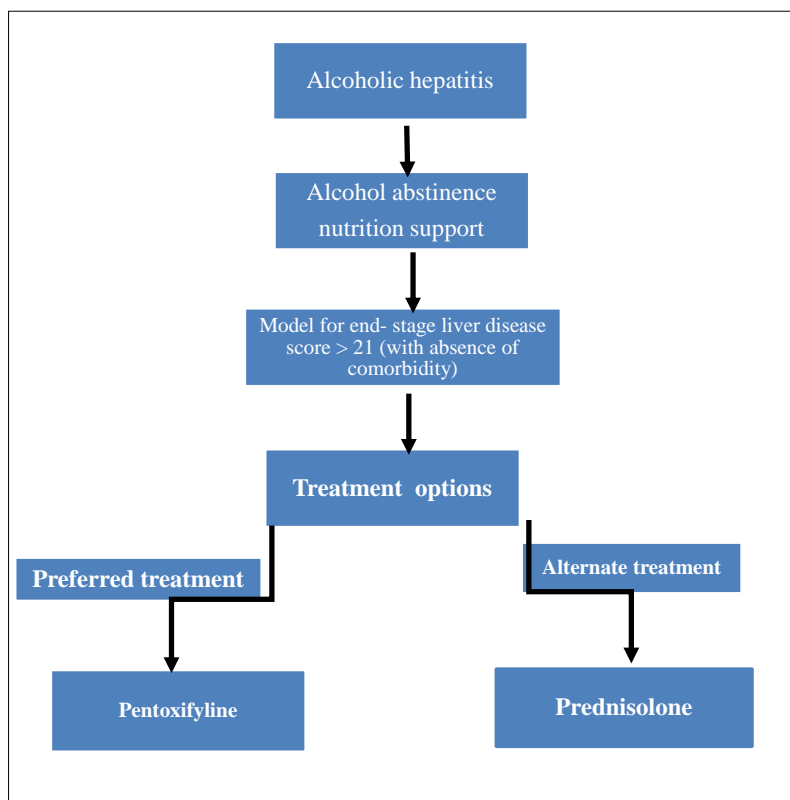 Alcoholic hepatitis
Alcohol abstinence
nutrition support
Model for end- stage liver disease
score > 21 (with absence of
comorbidity)
Treatment options
Preferred treatment
Alternate treatment
Pentoxifyline
Prednisolone